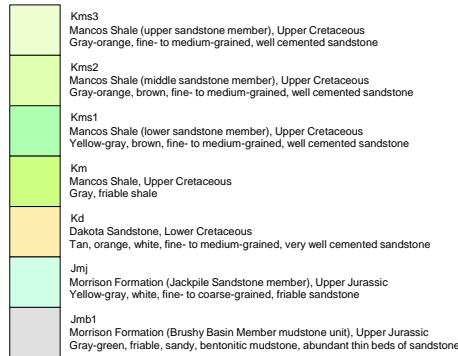 Kms3
Mancos Shale (upper sandstone member), Upper Cretaceous
Gray-orange, fine- to medium-grained, well cemented sandstone
Kms2
Mancos Shale (middle sandstone member), Upper Cretaceous
Gray-orange, brown, fine- to medium-grained, well cemented sandstone
Kms1
Mancos Shale (lower sandstone member), Upper Cretaceous
Yellow-gray, brown, fine- to medium-grained, well cemented sandstone
Km
Mancos Shale, Upper Cretaceous
Gray, friable shale
Kd
Dakota Sandstone, Lower Cretaceous
Tan, orange, white, fine- to medium-grained, very well cemented sandstone
Jmj
Morrison Formation (Jackpile Sandstone member), Upper Jurassic
Yellow-gray, white, fine- to coarse-grained, friable sandstone
Jmb1
Morrison Formation (Brushy Basin Member mudstone unit), Upper Jurassic
Gray-green, friable, sandy, bentonitic mudstone, abundant thin beds of sandstone